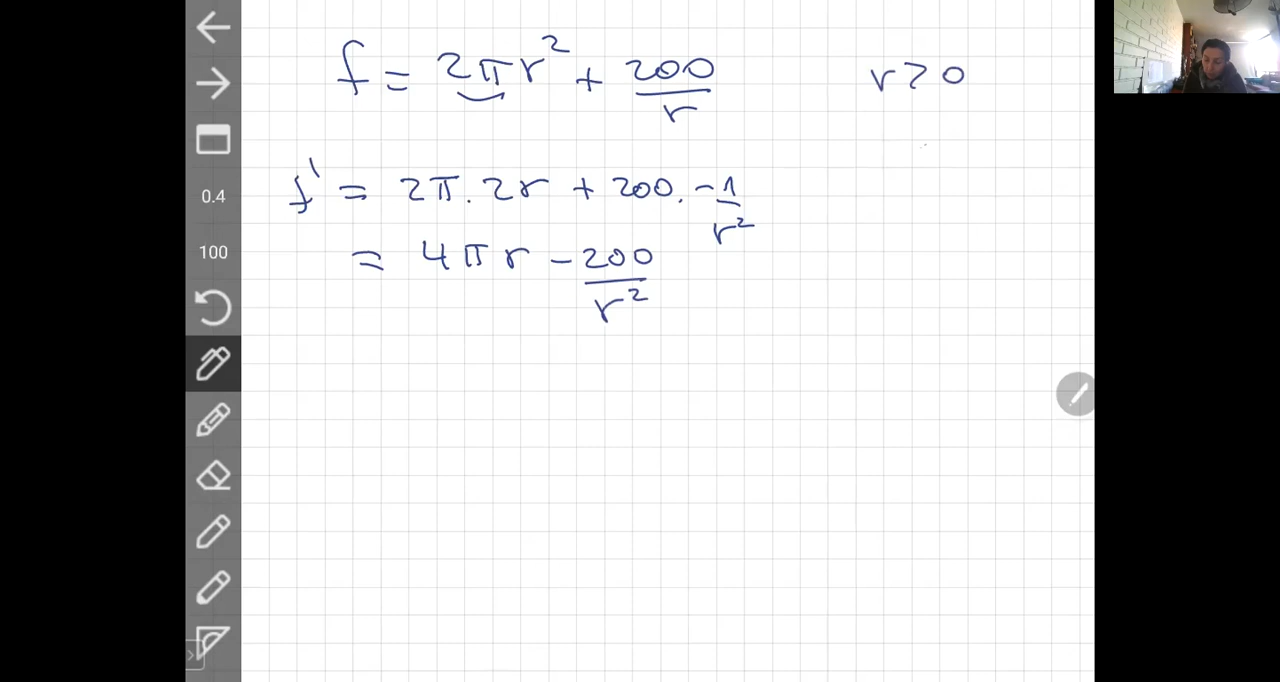 f = 2πr² + 200/r r > 0
f' = 2π . 2r + 200 . -1/r²
= 4πr - 200/r²
0.4
100